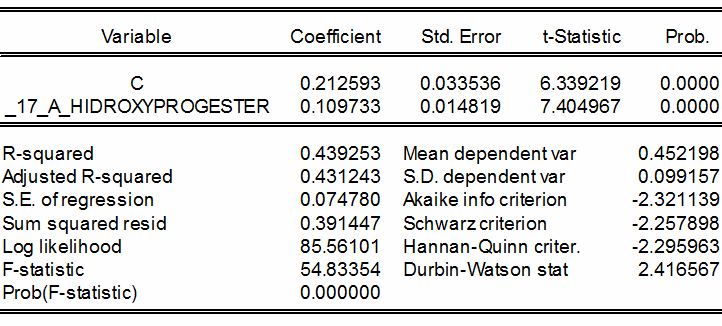 Variable Coefficient Std. Error t-Statistic Prob.
C 0.212593 0.033536 6.339219 0.0000
_17_A_HIDROXYPROGESTER 0.109733 0.014819 7.404967 0.0000
R-squared 0.439253 Mean dependent var 0.452198
Adjusted R-squared 0.431243 S.D. dependent var 0.099157
S.E. of regression 0.074780 Akaike info criterion -2.321139
Sum squared resid 0.391447 Schwarz criterion -2.257898
Log likelihood 85.56101 Hannan-Quinn criter. -2.295963
F-statistic 54.83354 Durbin-Watson stat 2.416567
Prob(F-statistic) 0.000000